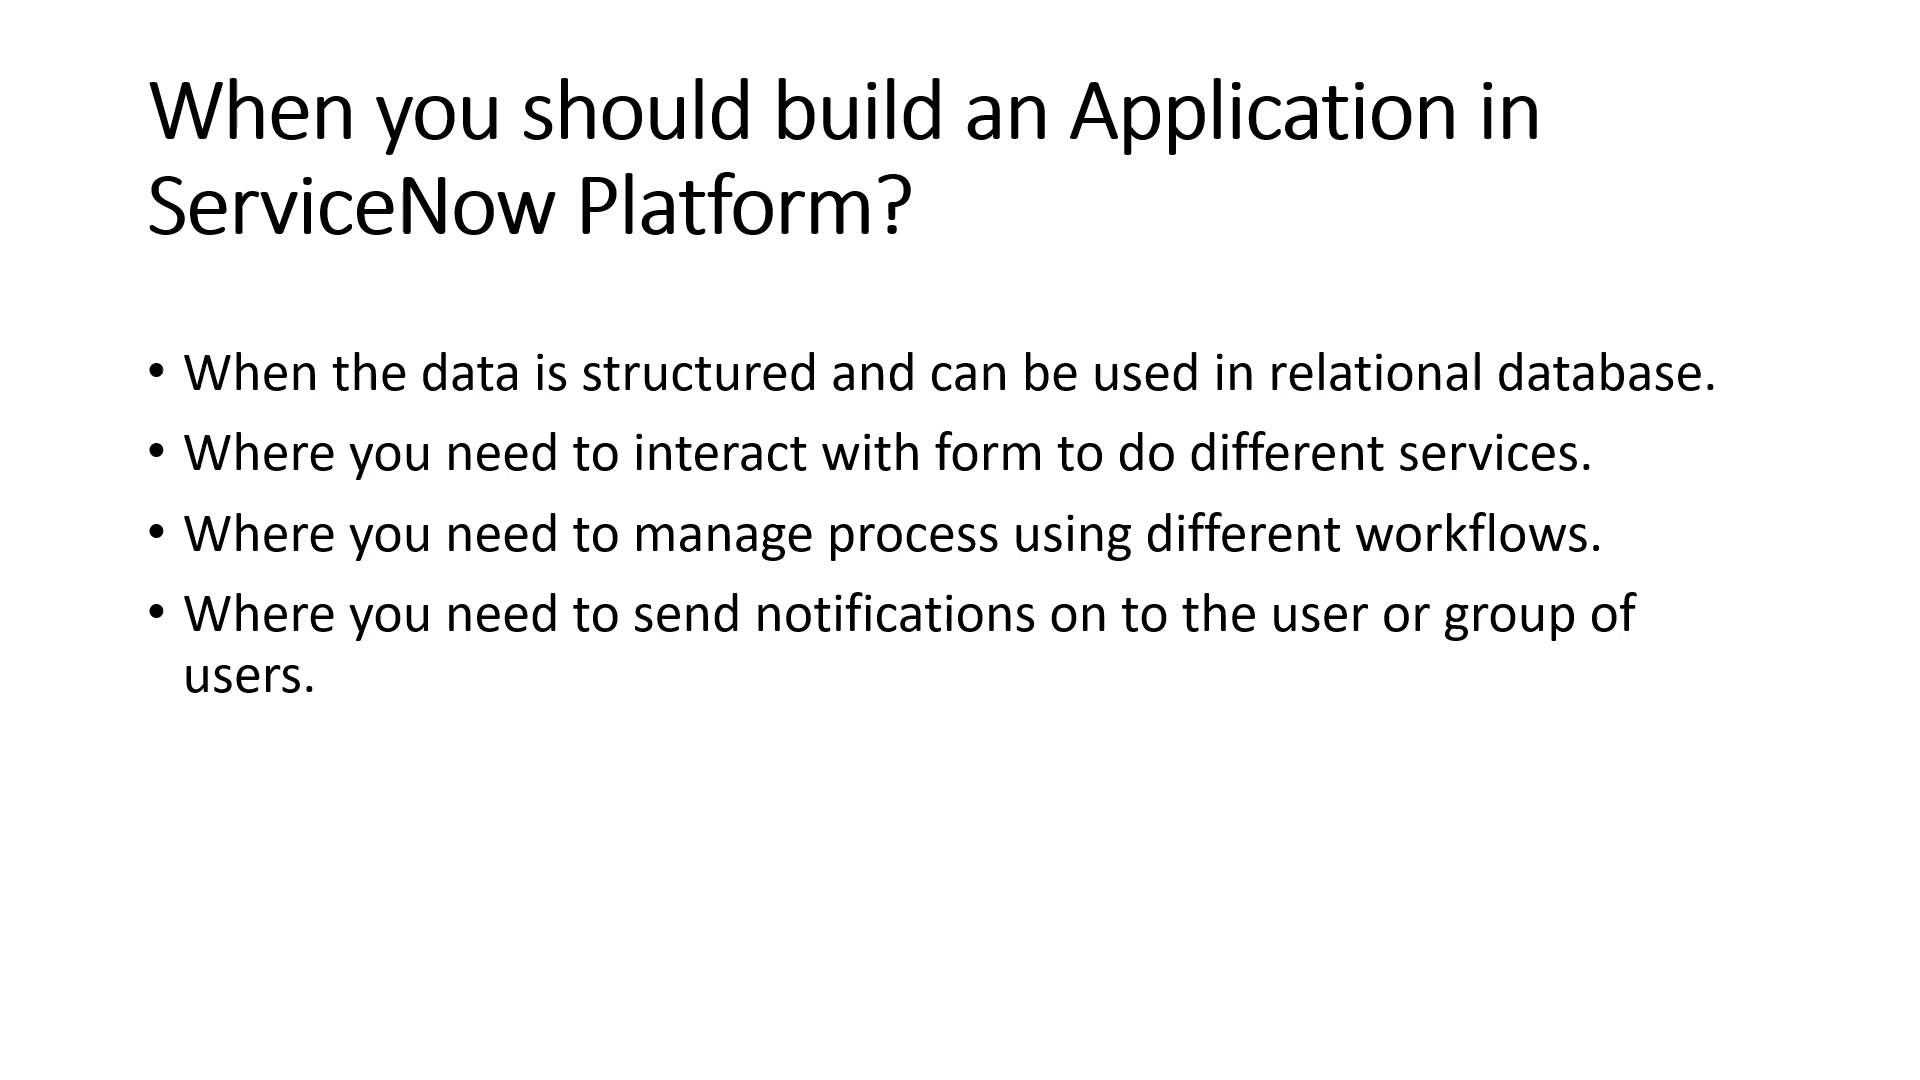 When you should build an Application in
ServiceNow Platform?
• When the data is structured and can be used in relational database.
• Where you need to interact with form to do different services.
• Where you need to manage process using different workflows.
• Where you need to send notifications on to the user or group of
users.